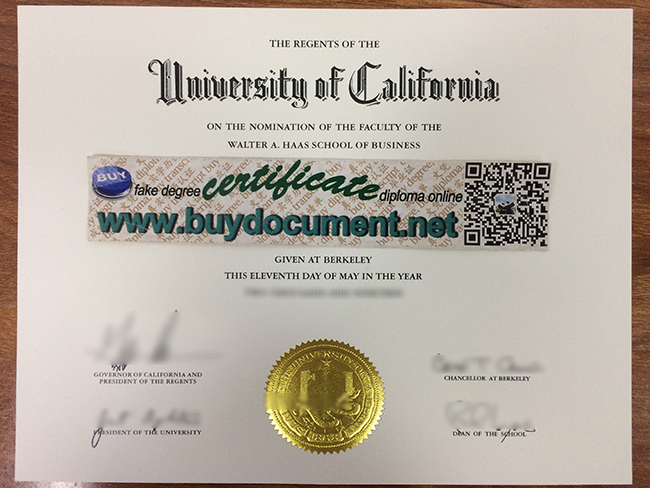 THE REGENTS OF THE
University of California
ON THE NOMINATION OF THE FACULTY OF THE
WALTER A. HAAS SCHOOL OF BUSINESS
BUY
fake degree certificate diploma online
www.buydocument.net
GIVEN AT BERKELEY
THIS ELEVENTH DAY OF MAY IN THE YEAR
GOVERNOR OF CALIFORNIA AND
PRESIDENT OF THE REGENTS
CHANCELLOR AT BERKELEY
PRESIDENT OF THE UNIVERSITY
DEAN OF THE SCHOOL